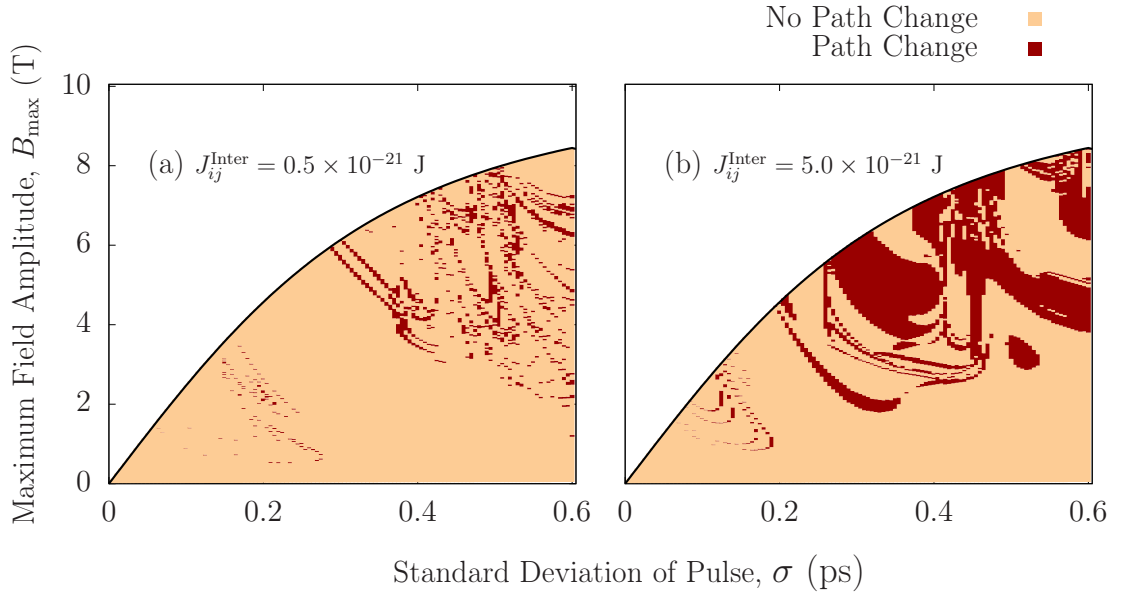 No Path Change
Path Change
Maximum Field Amplitude, B_max (T)
10
8
6
4
2
0
(a) J_ij^Inter = 0.5 × 10^−21 J
(b) J_ij^Inter = 5.0 × 10^−21 J
0 0.2 0.4 0.6
0 0.2 0.4 0.6
Standard Deviation of Pulse, σ (ps)